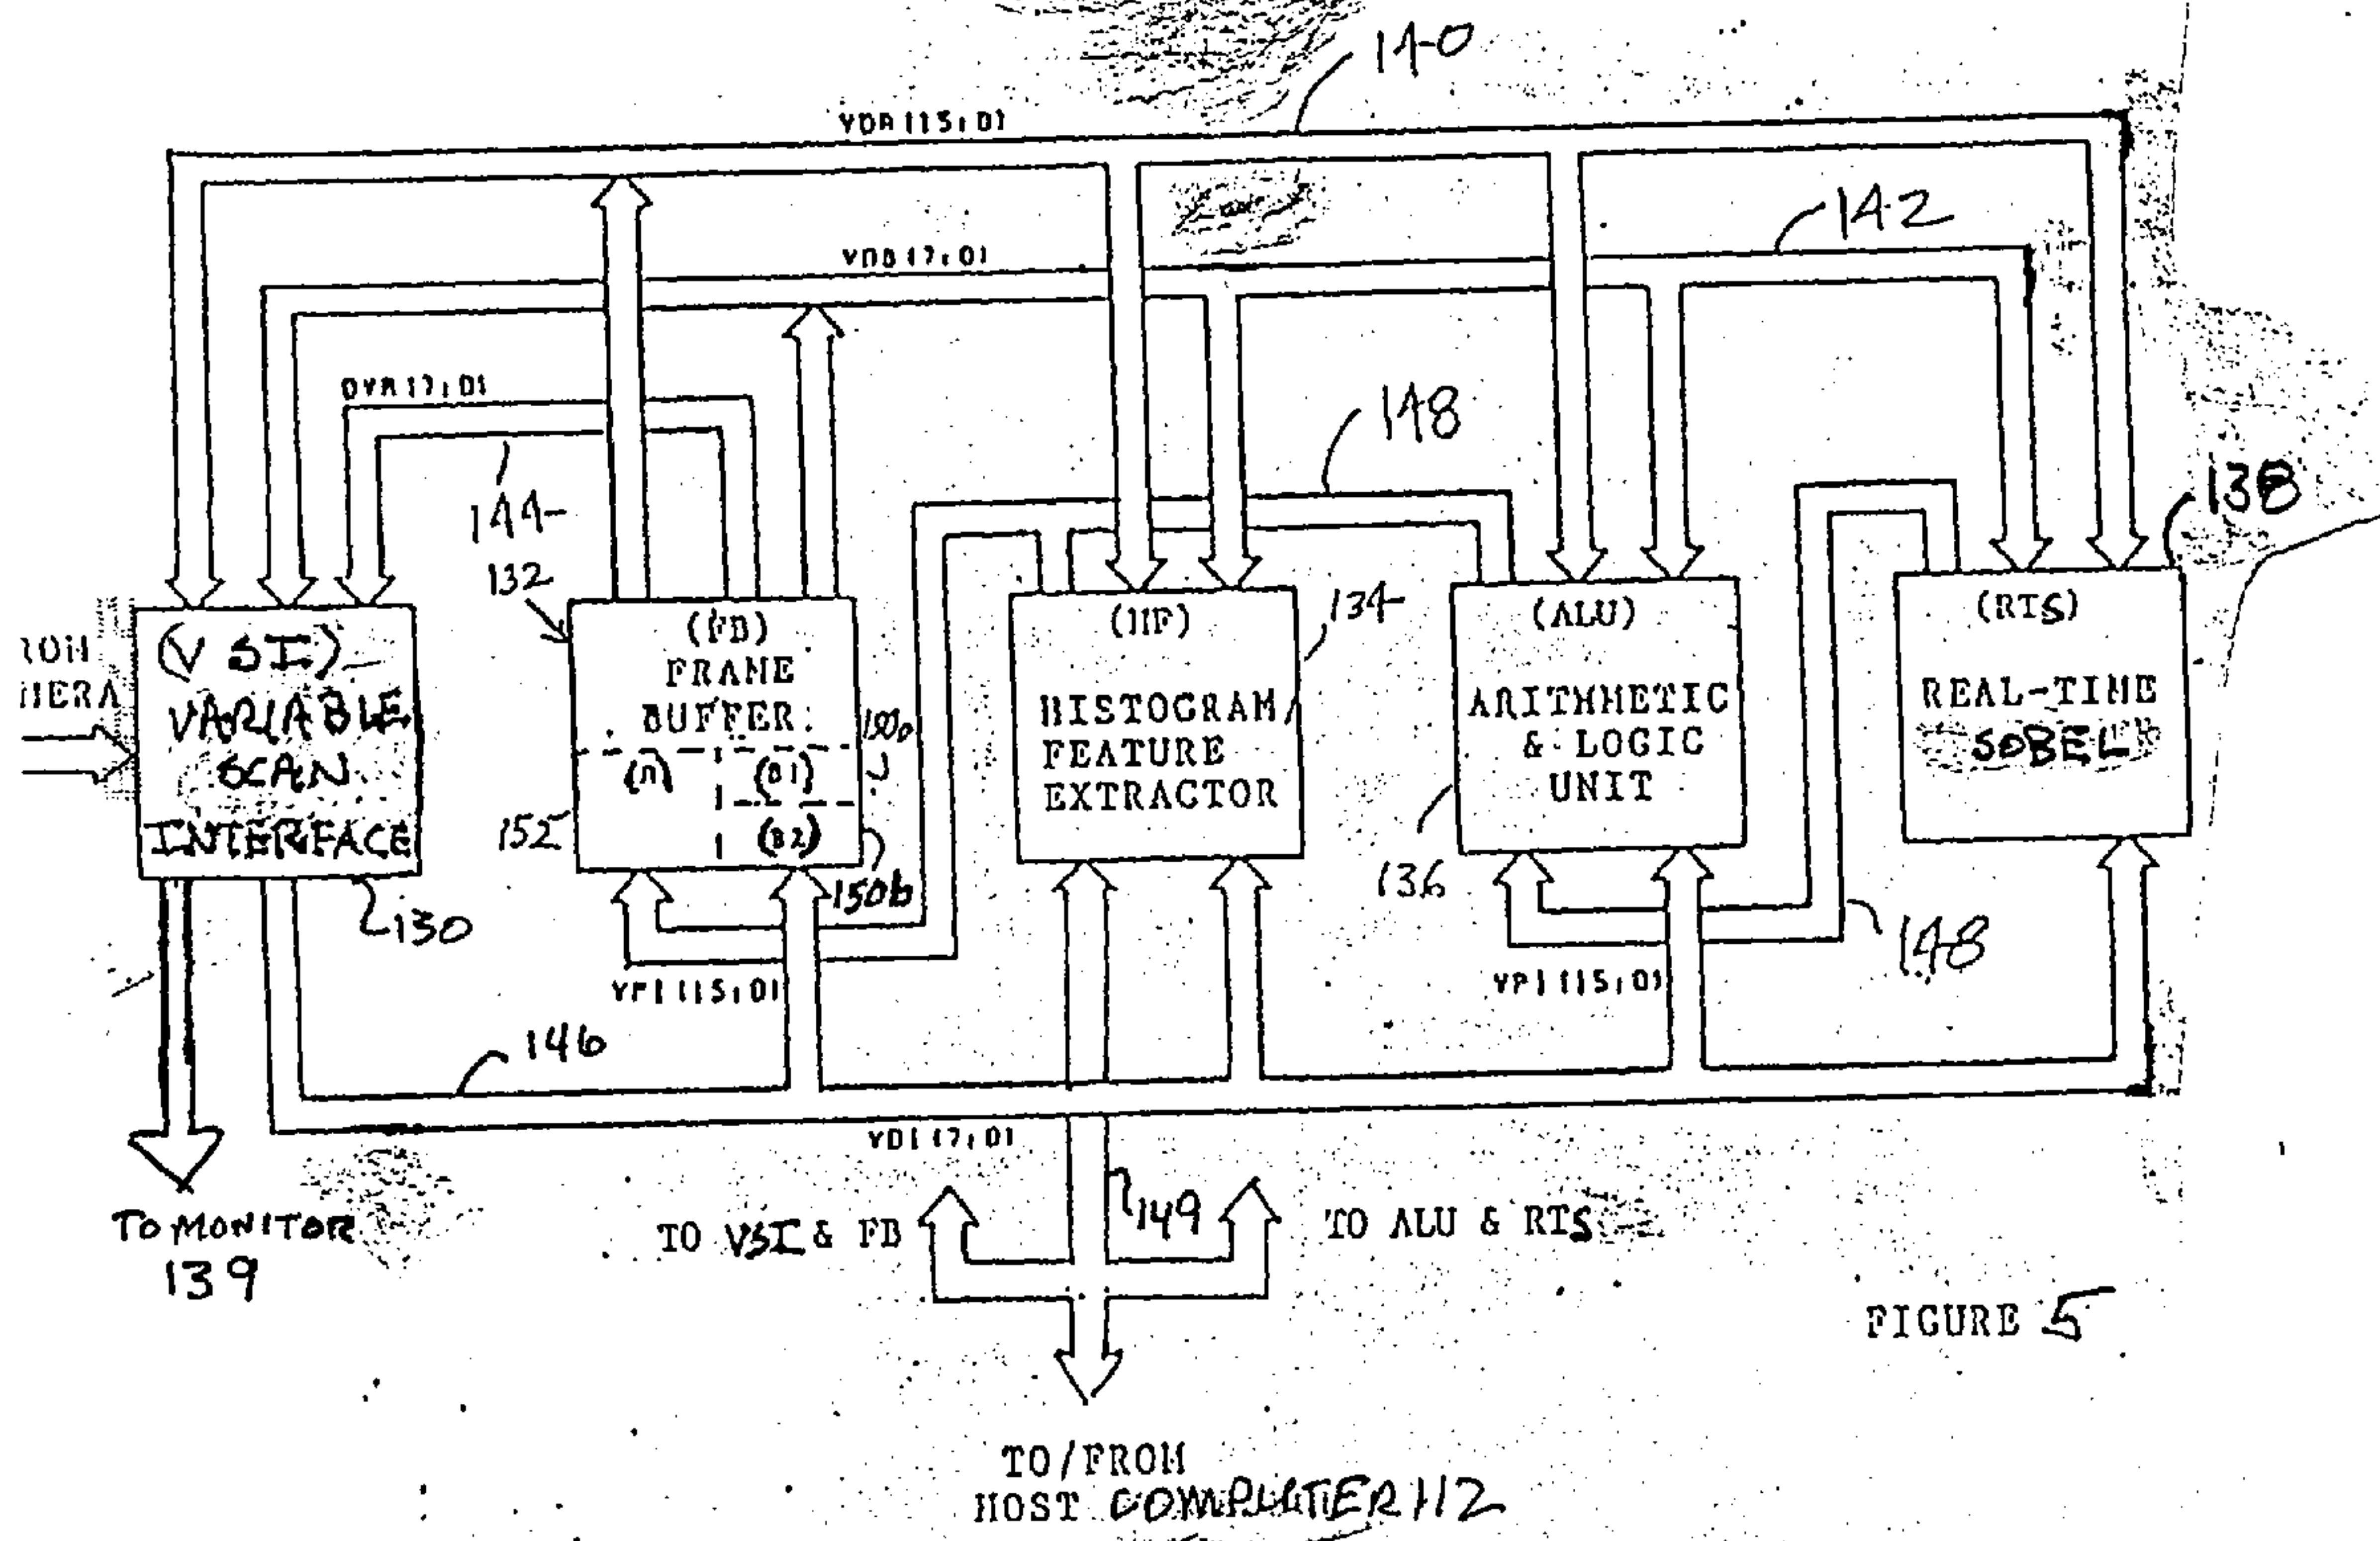 140
VDA (15:0)
142
VDB (7:0)
148
144
132
138
134
(VSI)
VARIABLE
SCAN
INTERFACE
(FB)
FRAME
BUFFER
(A)
(B1)
(B2)
152
150b
(HF)
HISTOGRAM/
FEATURE
EXTRACTOR
(ALU)
ARITHMETIC
& LOGIC
UNIT
(RTS)
REAL-TIME
SOBEL
136
130
148
VPI (15:0)
VPI (15:0)
146
VDI (7:0)
149
TO MONITOR
139
TO VSI & FB
TO ALU & RTS
FIGURE 5
TO/FROM
HOST COMPUTER 112